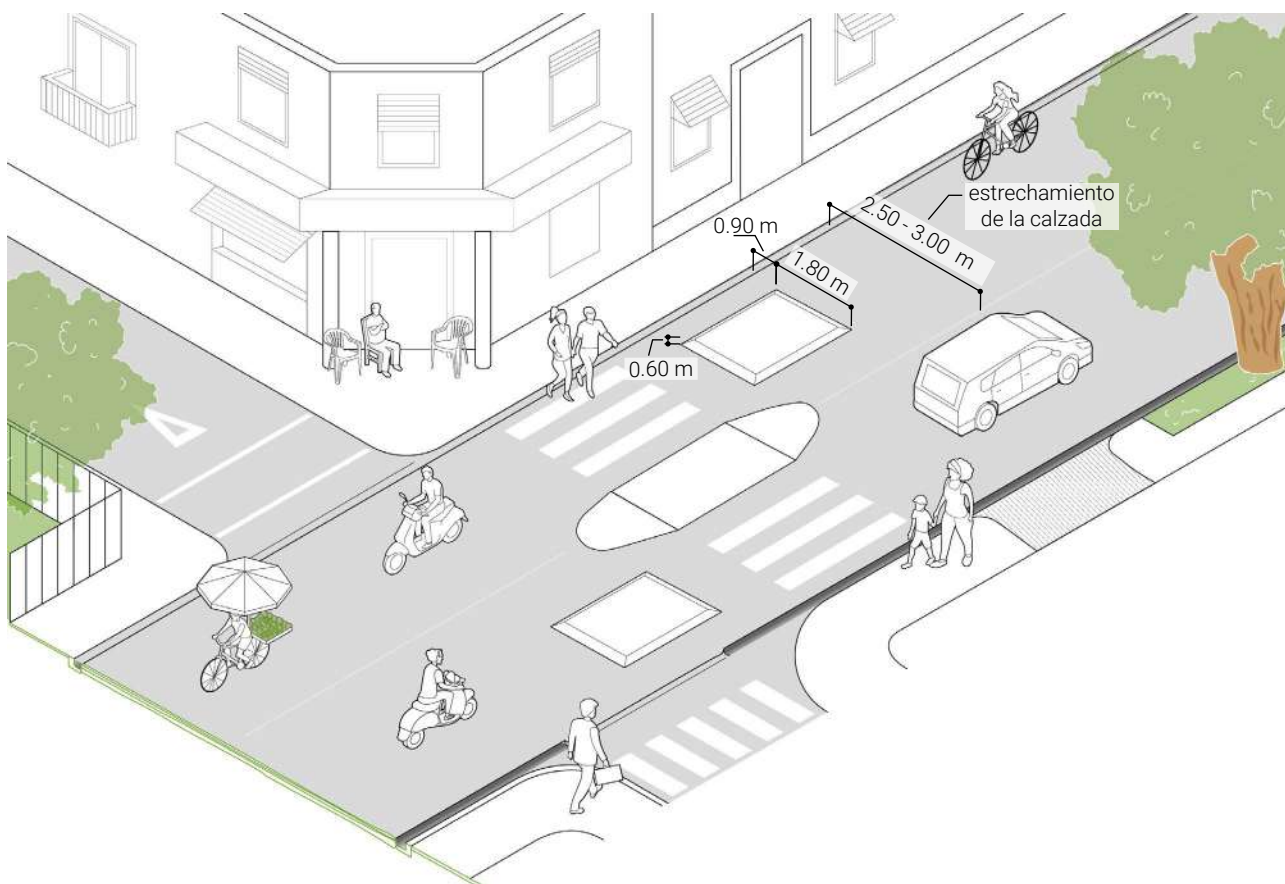 estrechamiento
de la calzada
2.50 - 3.00 m
0.90 m
1.80 m
0.60 m